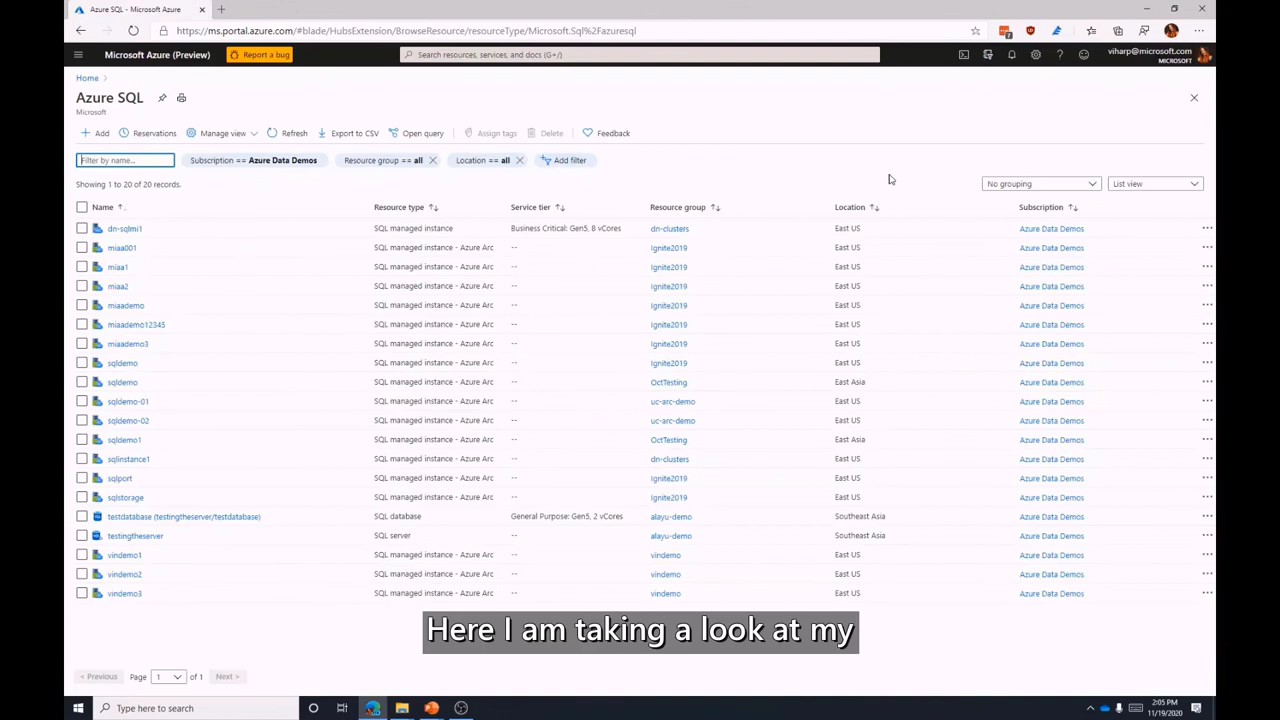 Azure SQL - Microsoft Azure
https://ms.portal.azure.com/#blade/HubsExtension/BrowseResource/resourceType/Microsoft.Sql%2Fazuresql
Microsoft Azure (Preview) Report a bug Search resources, services, and docs (G+/) viharp@microsoft.com
MICROSOFT
Home
Azure SQL
Microsoft
Add Reservations Manage view Refresh Export to CSV Open query Assign tags Delete Feedback
Filter by name... Subscription == Azure Data Demos Resource group == all Location == all Add filter
Showing 1 to 20 of 20 records. No grouping List view
Name Resource type Service tier Resource group Location Subscription
dn-sqlmi1 SQL managed instance Business Critical: Gen5, 8 vCores dn-clusters East US Azure Data Demos
miaa001 SQL managed instance - Azure Arc -- Ignite2019 East US Azure Data Demos
miaa1 SQL managed instance - Azure Arc -- Ignite2019 East US Azure Data Demos
miaa2 SQL managed instance - Azure Arc -- Ignite2019 East US Azure Data Demos
miaademo SQL managed instance - Azure Arc -- Ignite2019 East US Azure Data Demos
miaademo12345 SQL managed instance - Azure Arc -- Ignite2019 East US Azure Data Demos
miaademo3 SQL managed instance - Azure Arc -- Ignite2019 East US Azure Data Demos
sqldemo SQL managed instance - Azure Arc -- Ignite2019 East US Azure Data Demos
sqldemo SQL managed instance - Azure Arc -- OctTesting East Asia Azure Data Demos
sqldemo-01 SQL managed instance - Azure Arc -- uc-arc-demo East US Azure Data Demos
sqldemo-02 SQL managed instance - Azure Arc -- uc-arc-demo East US Azure Data Demos
sqldemo1 SQL managed instance - Azure Arc -- OctTesting East Asia Azure Data Demos
sqlinstance1 SQL managed instance - Azure Arc -- dn-clusters East US Azure Data Demos
sqlport SQL managed instance - Azure Arc -- Ignite2019 East US Azure Data Demos
sqlstorage SQL managed instance - Azure Arc -- Ignite2019 East US Azure Data Demos
testdatabase (testingtheserver/testdatabase) SQL database General Purpose: Gen5, 2 vCores alayu-demo Southeast Asia Azure Data Demos
testingtheserver SQL server -- alayu-demo Southeast Asia Azure Data Demos
vindemo1 SQL managed instance - Azure Arc -- vindemo East US Azure Data Demos
vindemo2 SQL managed instance - Azure Arc -- vindemo East US Azure Data Demos
vindemo3 SQL managed instance - Azure Arc -- vindemo East US Azure Data Demos
Here I am taking a look at my
< Previous Page 1 of 1 Next >
Type here to search 2:05 PM
11/19/2020